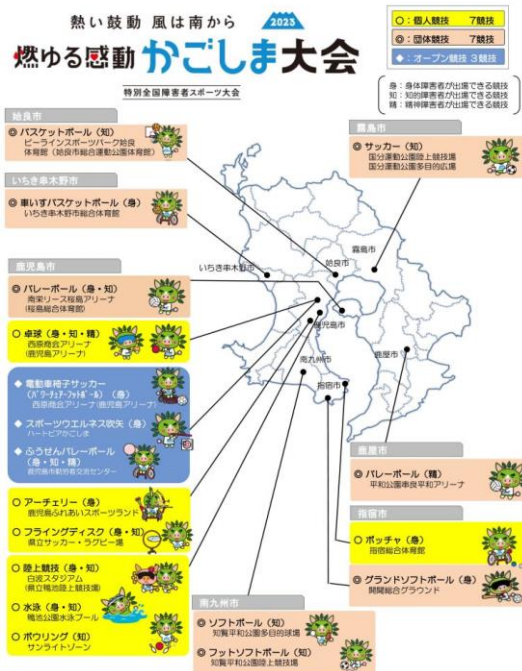 熱い鼓動 風は南から
2023
燃ゆる感動 かごしま大会
特別全国障害者スポーツ大会
○：個人競技 7競技
◎：団体競技 7競技
◆：オープン競技 3競技
身：身体障害者が出場できる競技
知：知的障害者が出場できる競技
精：精神障害者が出場できる競技
姶良市
◎ バスケットボール（知）
ビーラインスポーツパーク姶良
体育館（姶良市総合運動公園体育館）
霧島市
◎ サッカー（知）
国分運動公園陸上競技場
国分運動公園多目的広場
いちき串木野市
◎ 車いすバスケットボール（身）
いちき串木野市総合体育館
鹿児島市
◎ バレーボール（身・知）
南栄リース桜島アリーナ
(桜島総合体育館)
○ 卓球（身・知・精）
西原商会アリーナ
(鹿児島アリーナ)
◆ 電動車椅子サッカー
（パワーチェアーフットボール）（身）
西原商会アリーナ(鹿児島アリーナ)
◆ スポーツウエルネス吹矢（身）
ハートピアかごしま
◆ ふうせんバレーボール
（身・知・精）
鹿児島市勤労者交流センター
○ アーチェリー（身）
鹿児島ふれあいスポーツランド
○ フライングディスク（身・知）
県立サッカー・ラグビー場
○ 陸上競技（身・知）
白波スタジアム
(県立鴨池陸上競技場)
○ 水泳（身・知）
鴨池公園水泳プール
○ ボウリング（知）
サンライトゾーン
霧島市
姶良市
いちき串木野市
鹿児島市
鹿屋市
南九州市
指宿市
鹿屋市
◎ バレーボール（精）
平和公園串良平和アリーナ
指宿市
○ ボッチャ（身）
指宿総合体育館
◎ グランドソフトボール（身）
開聞総合グラウンド
南九州市
◎ ソフトボール（知）
知覧平和公園多目的球場
◎ フットソフトボール（知）
知覧平和公園陸上競技場